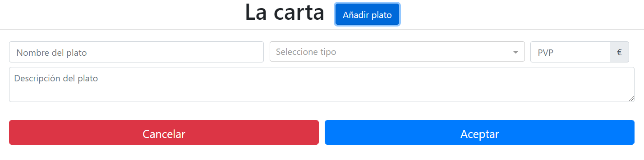 La carta Añadir plato
Nombre del plato Seleccione tipo PVP €
Descripción del plato
Cancelar Aceptar